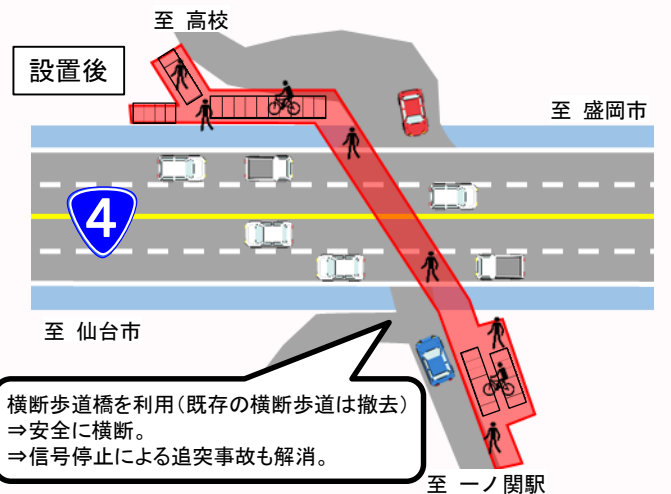 至 高校
設置後
至 盛岡市
4
至 仙台市
横断歩道橋を利用(既存の横断歩道は撤去)
⇒安全に横断。
⇒信号停止による追突事故も解消。
至 一ノ関駅